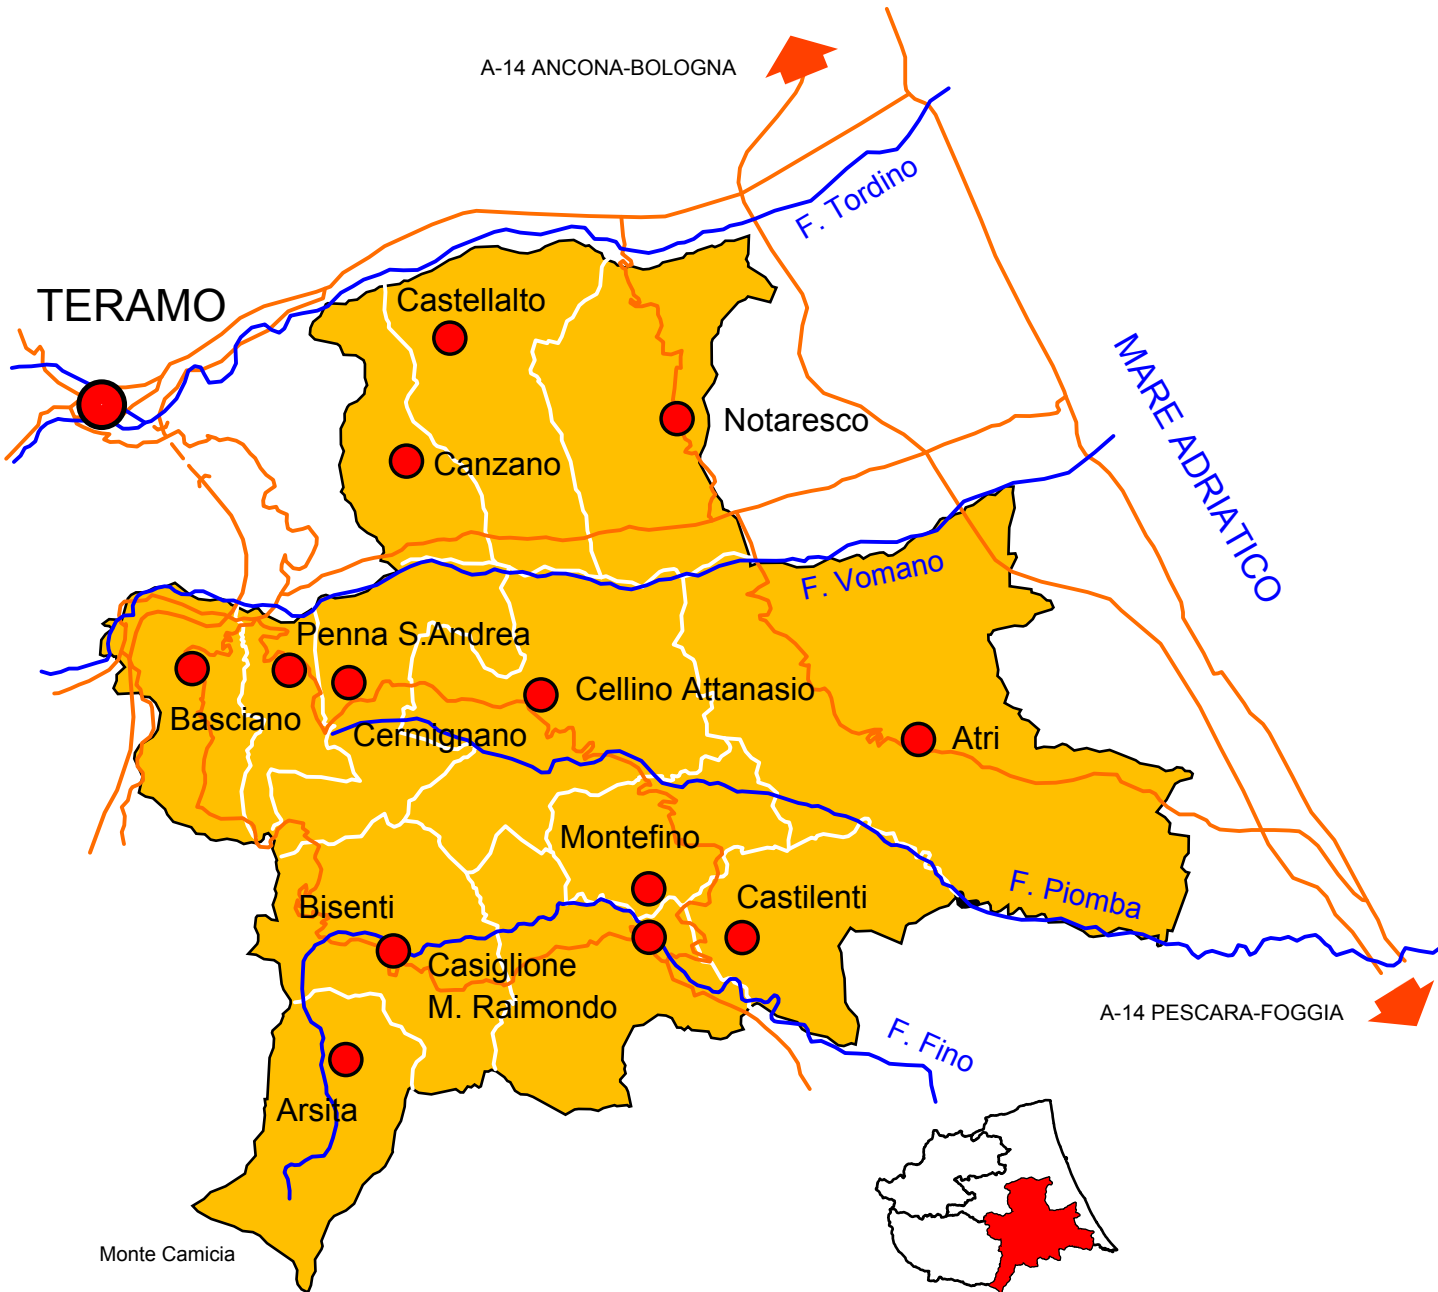 A-14 ANCONA-BOLOGNA
F. Tordino
TERAMO
Castellalto
MARE ADRIATICO
Notaresco
Canzano
F. Vomano
Penna S.Andrea
Cellino Attanasio
Basciano
Cermignano
Atri
Montefino
F. Piomba
Castilenti
Bisenti
Casiglione
M. Raimondo
A-14 PESCARA-FOGGIA
F. Fino
Arsita
Monte Camicia